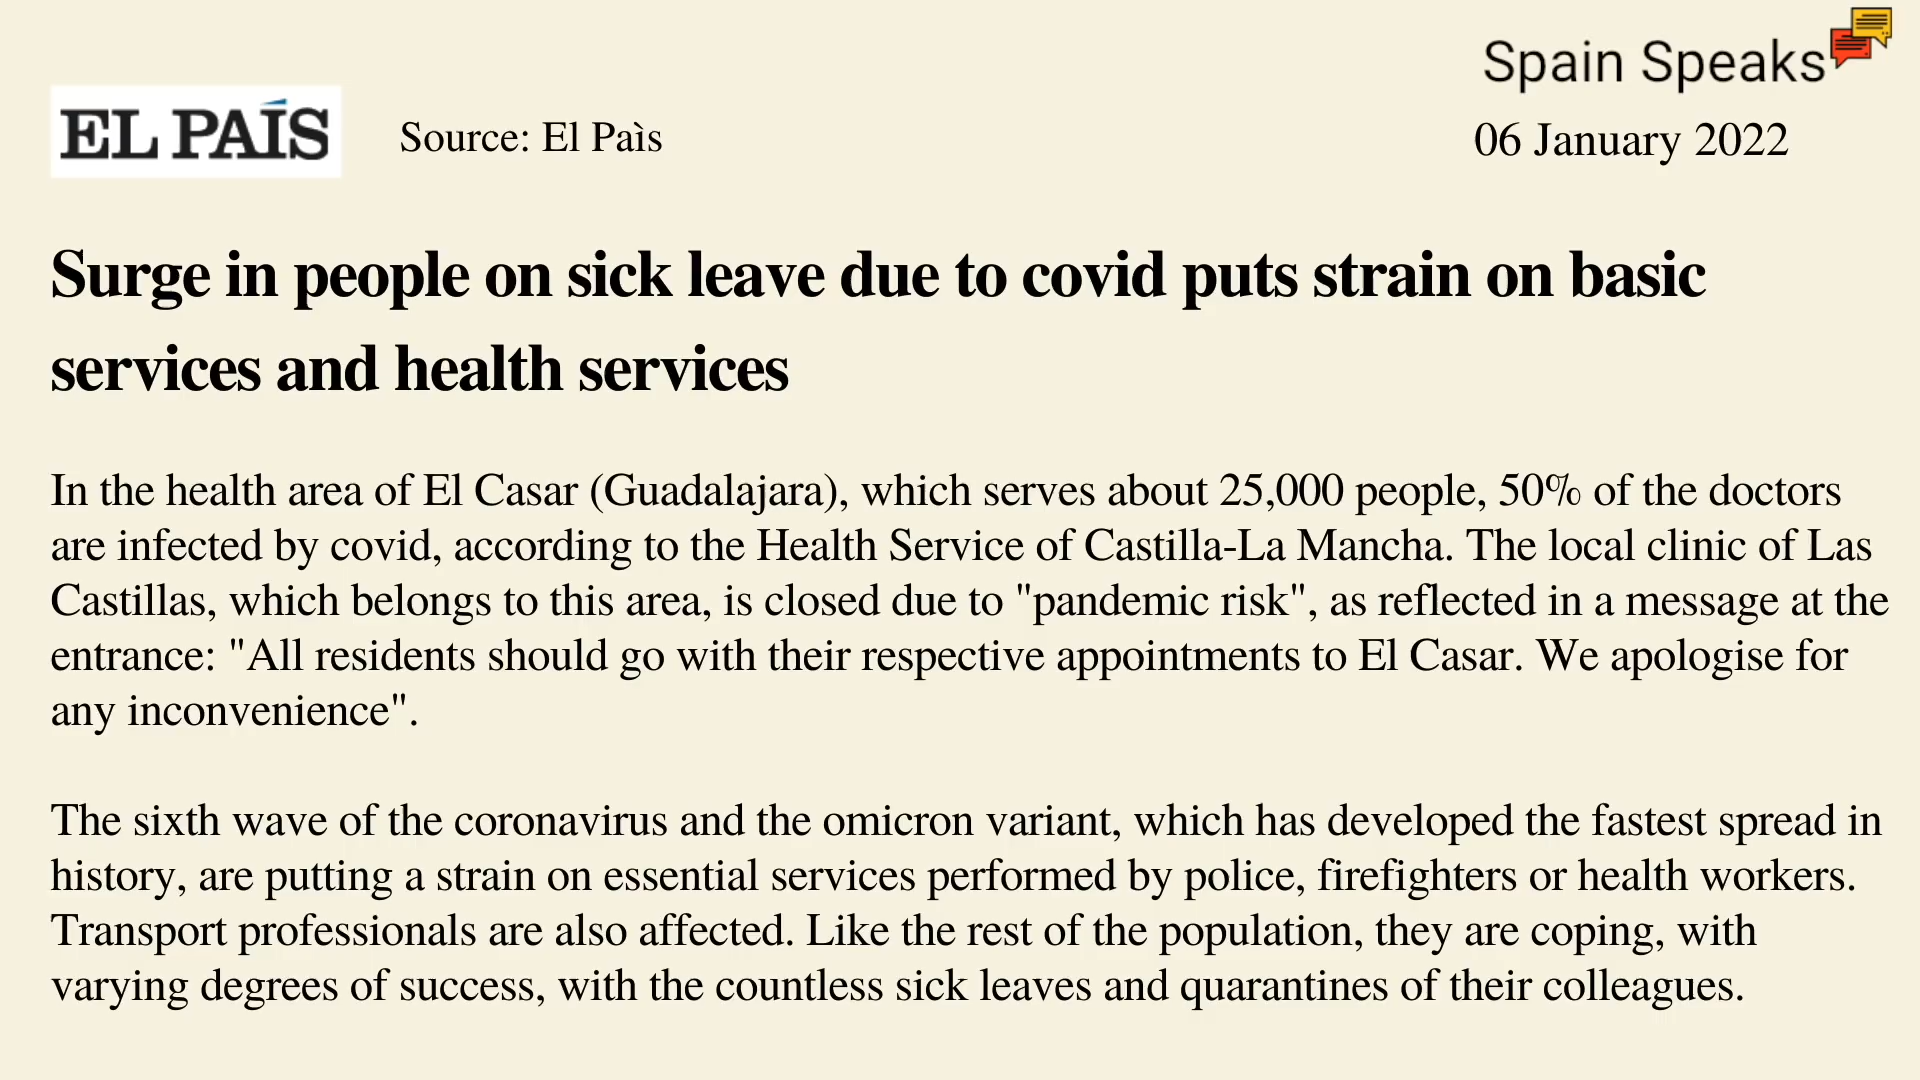 Spain Speaks
EL PAÍS
Source: El Paìs
06 January 2022
Surge in people on sick leave due to covid puts strain on basic
services and health services
In the health area of El Casar (Guadalajara), which serves about 25,000 people, 50% of the doctors
are infected by covid, according to the Health Service of Castilla-La Mancha. The local clinic of Las
Castillas, which belongs to this area, is closed due to "pandemic risk", as reflected in a message at the
entrance: "All residents should go with their respective appointments to El Casar. We apologise for
any inconvenience".
The sixth wave of the coronavirus and the omicron variant, which has developed the fastest spread in
history, are putting a strain on essential services performed by police, firefighters or health workers.
Transport professionals are also affected. Like the rest of the population, they are coping, with
varying degrees of success, with the countless sick leaves and quarantines of their colleagues.